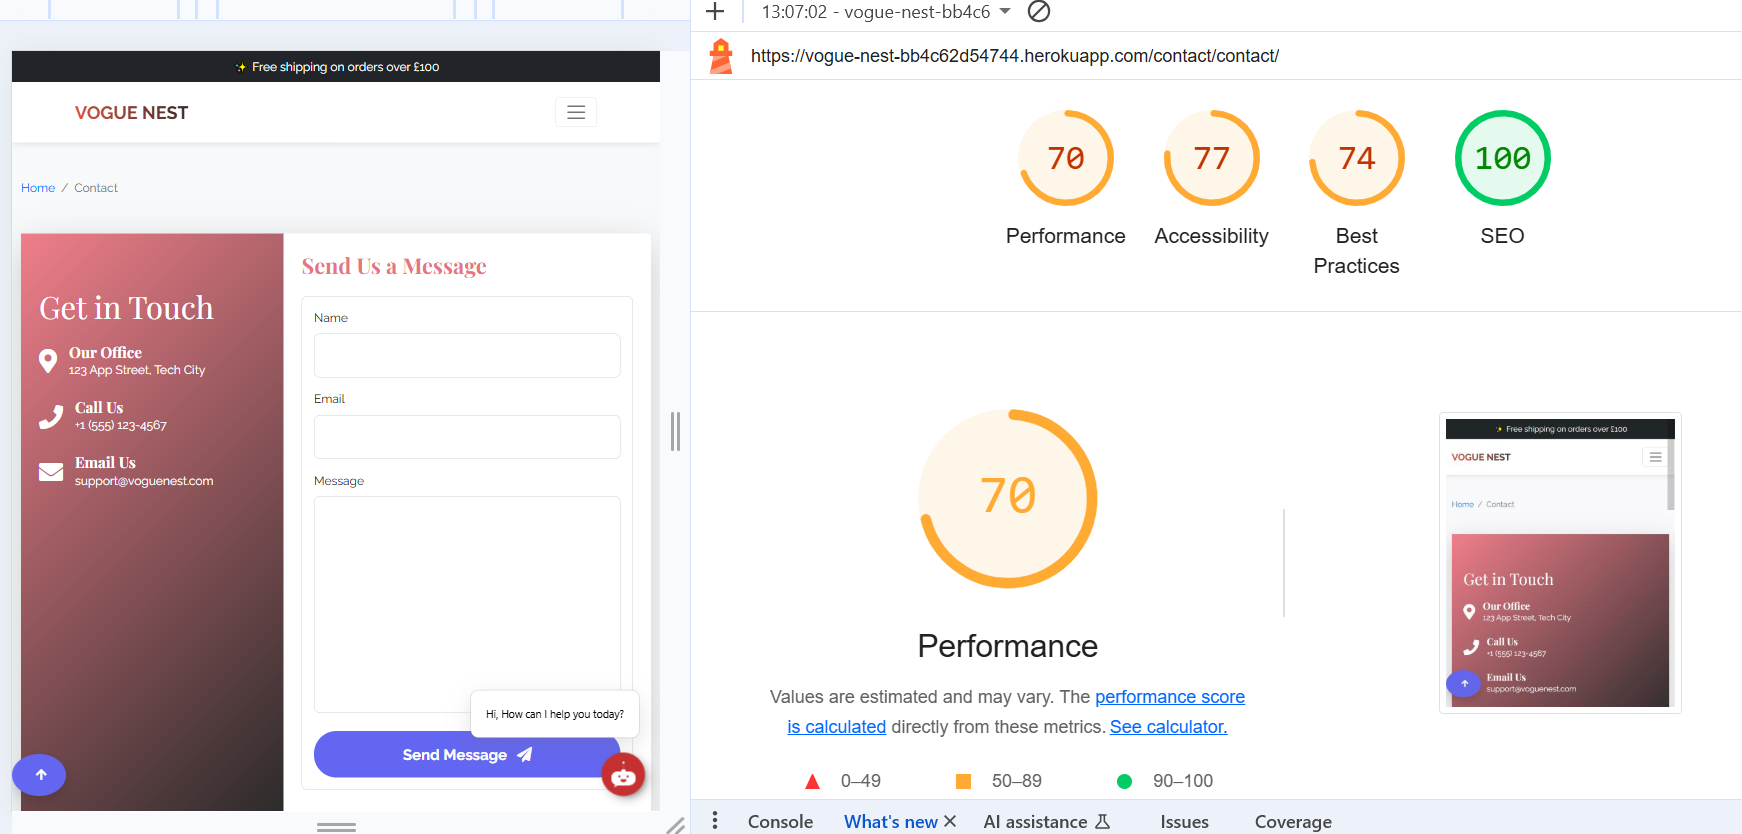 ✨ Free shipping on orders over £100
VOGUE NEST
Home / Contact
Get in Touch
Our Office
123 App Street, Tech City
Call Us
+1 (555) 123-4567
Email Us
support@voguenest.com
Send Us a Message
Name
Email
Message
Hi, How can I help you today?
Send Message
13:07:02 - vogue-nest-bb4c6
https://vogue-nest-bb4c62d54744.herokuapp.com/contact/contact/
70
Performance
77
Accessibility
74
Best
Practices
100
SEO
70
Performance
Values are estimated and may vary. The performance score
is calculated directly from these metrics. See calculator.
0–49
50–89
90–100
✨ Free shipping on orders over £100
VOGUE NEST
Home / Contact
Get in Touch
Our Office
123 App Street, Tech City
Call Us
+1 (555) 123-4567
Email Us
support@voguenest.com
Console
What's new
AI assistance
Issues
Coverage